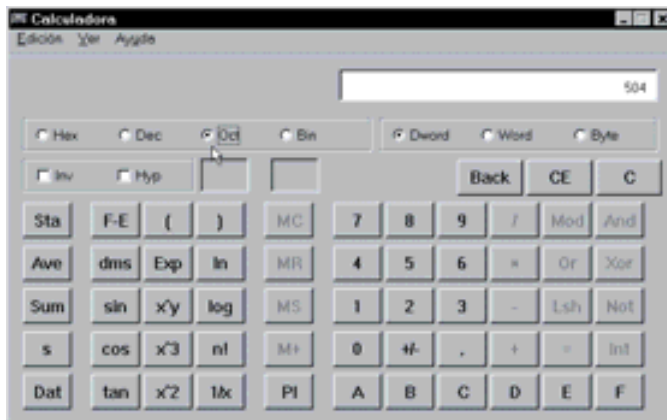 Calculadora
Edición Ver Ayuda
504
Hex Dec Oct Bin Dword Word Byte
Inv Hyp Back CE C
Sta F-E ( ) MC 7 8 9 / Mod And
Ave dms Exp ln MR 4 5 6 * Or Xor
Sum sin x^y log MS 1 2 3 - Lsh Not
s cos x^3 n! M+ 0 +/- , + = Int
Dat tan x^2 1/x PI A B C D E F